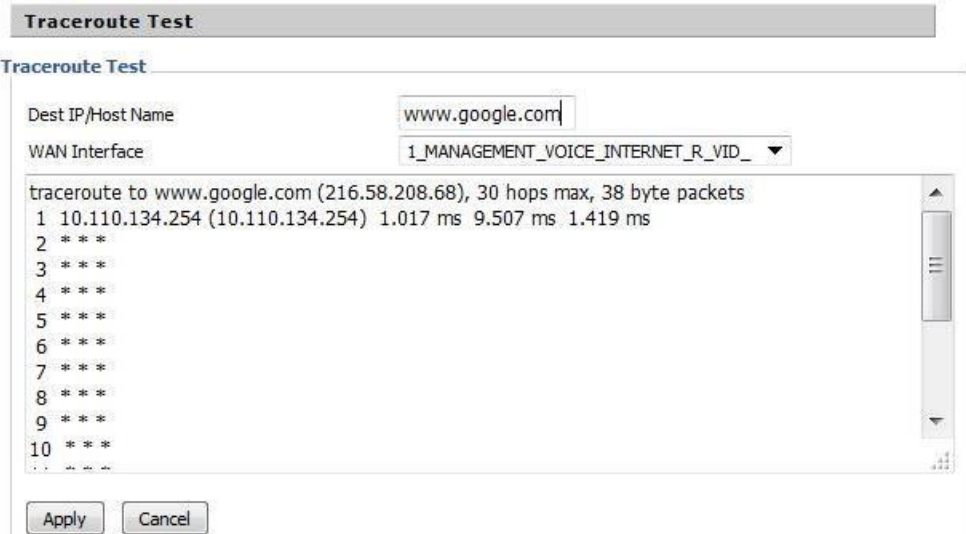 Traceroute Test
Traceroute Test
Dest IP/Host Name www.google.com
WAN Interface 1_MANAGEMENT_VOICE_INTERNET_R_VID_
traceroute to www.google.com (216.58.208.68), 30 hops max, 38 byte packets
1 10.110.134.254 (10.110.134.254) 1.017 ms 9.507 ms 1.419 ms
2 * * *
3 * * *
4 * * *
5 * * *
6 * * *
7 * * *
8 * * *
9 * * *
10 * * *
Apply Cancel